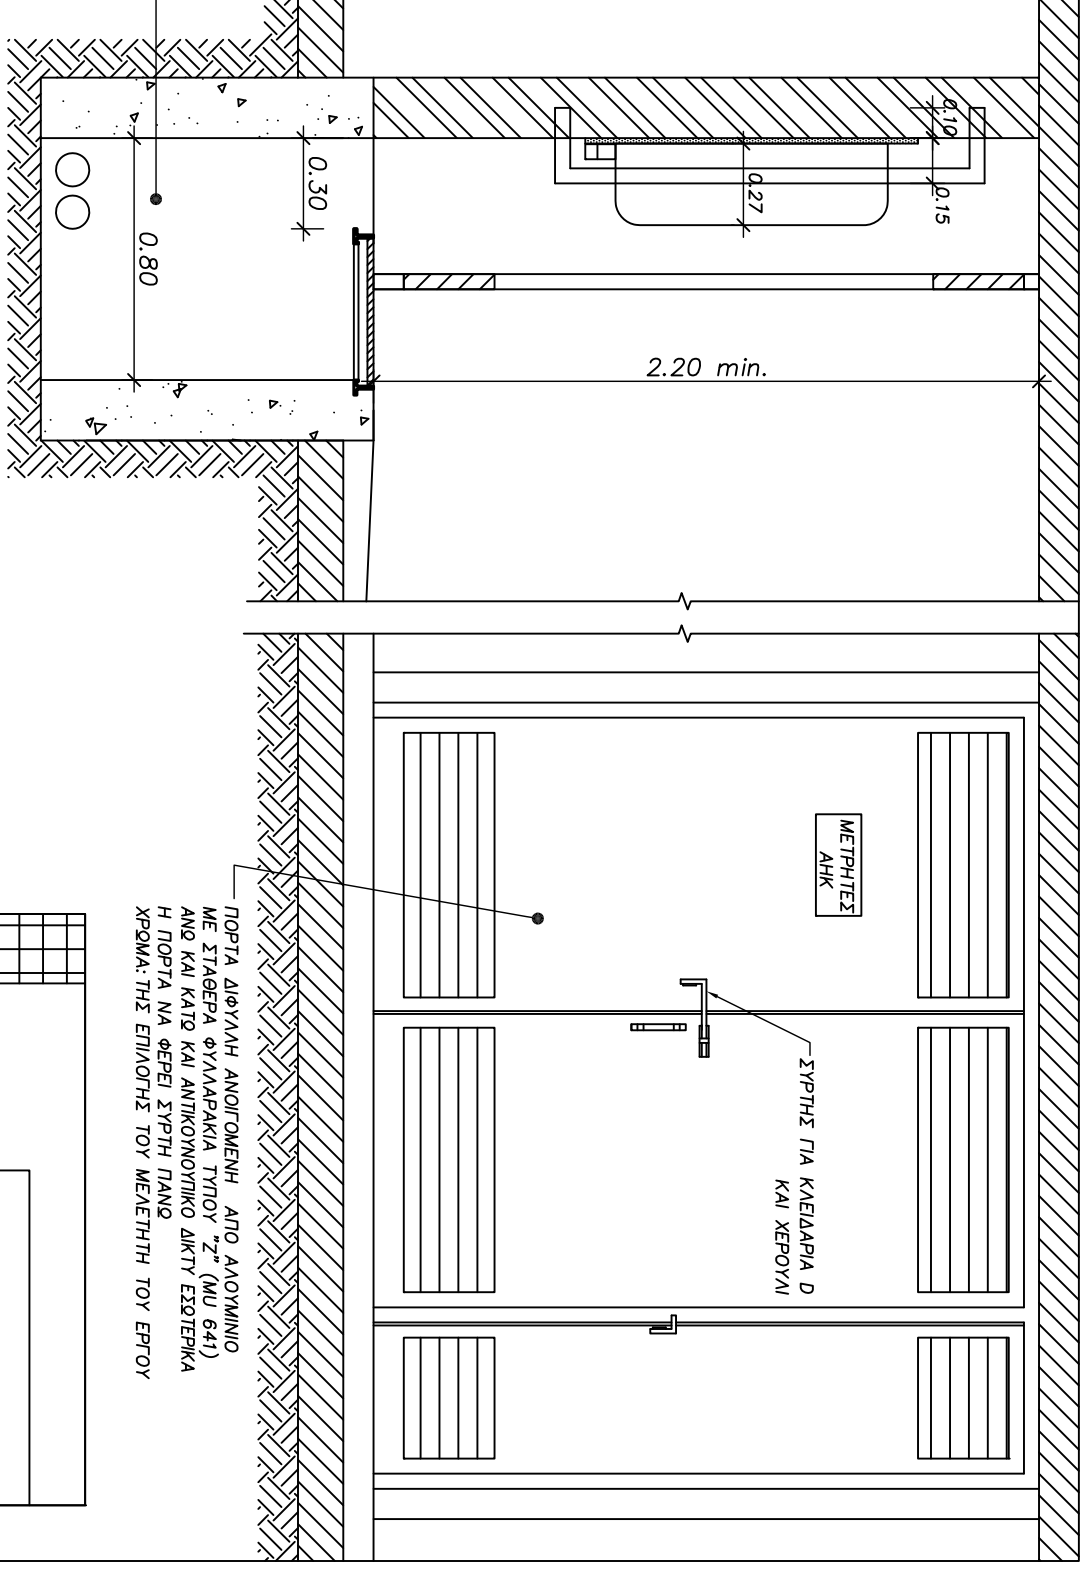 0.10
0.15
0.27
0.30
0.80
2.20 min.
ΜΕΤΡΗΤΕΣ
ΑΗΚ
ΣΥΡΤΗΣ ΓΙΑ ΚΛΕΙΔΑΡΙΑ D
ΚΑΙ ΧΕΡΟΥΛΙ
ΠΟΡΤΑ ΔΙΦΥΛΛΗ ΑΝΟΙΓΟΜΕΝΗ ΑΠΟ ΑΛΟΥΜΙΝΙΟ
ΜΕ ΣΤΑΘΕΡΑ ΦΥΛΛΑΡΑΚΙΑ ΤΥΠΟΥ "Z" (MU 641)
ΑΝΩ ΚΑΙ ΚΑΤΩ ΚΑΙ ΑΝΤΙΚΟΥΝΟΥΠΙΚΟ ΔΙΚΤΥ ΕΣΩΤΕΡΙΚΑ
Η ΠΟΡΤΑ ΝΑ ΦΕΡΕΙ ΣΥΡΤΗ ΠΑΝΩ
ΧΡΩΜΑ: ΤΗΣ ΕΠΙΛΟΓΗΣ ΤΟΥ ΜΕΛΕΤΗΤΗ ΤΟΥ ΕΡΓΟΥ